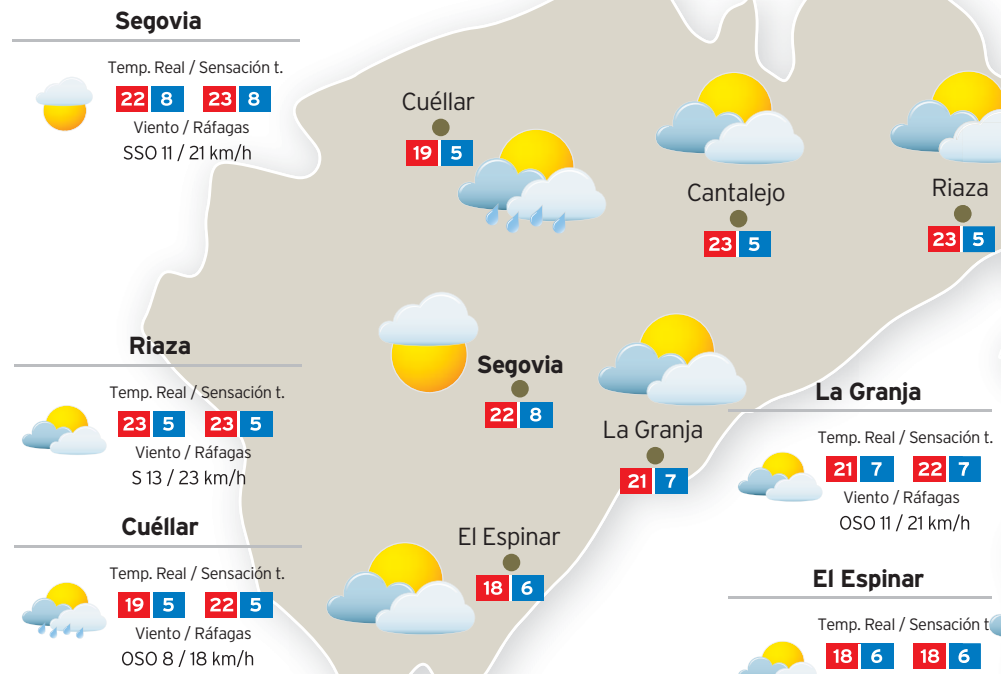 Segovia
Temp. Real / Sensación t.
22 8 23 8
Viento / Ráfagas
SSO 11 / 21 km/h
Cuéllar
19 5
Cantalejo
23 5
Riaza
23 5
Segovia
22 8
La Granja
21 7
El Espinar
18 6
Riaza
Temp. Real / Sensación t.
23 5 23 5
Viento / Ráfagas
S 13 / 23 km/h
Cuéllar
Temp. Real / Sensación t.
19 5 22 5
Viento / Ráfagas
OSO 8 / 18 km/h
La Granja
Temp. Real / Sensación t.
21 7 22 7
Viento / Ráfagas
OSO 11 / 21 km/h
El Espinar
Temp. Real / Sensación t
18 6 18 6